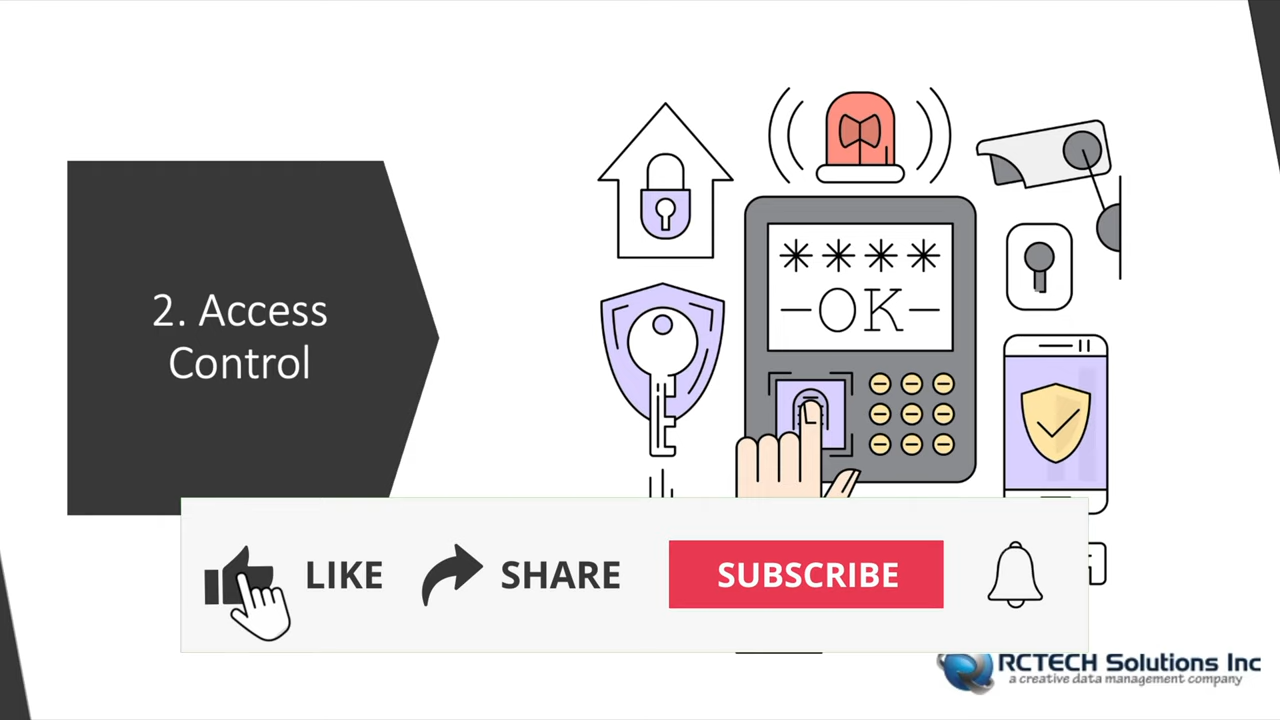 2. Access
Control
****
-OK-
LIKE SHARE SUBSCRIBE
RCTECH Solutions Inc
a creative data management company